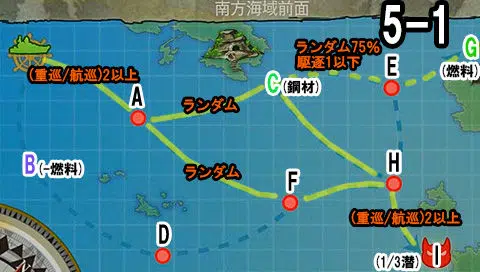 南方海域前面
5-1
ランダム75%
駆逐1以下
G
(燃料)
E
(重巡/航巡)2以上
A
ランダム
C(鋼材)
B(-燃料)
ランダム
F
H
D
(重巡/航巡)2以上
(1/3潜)
I